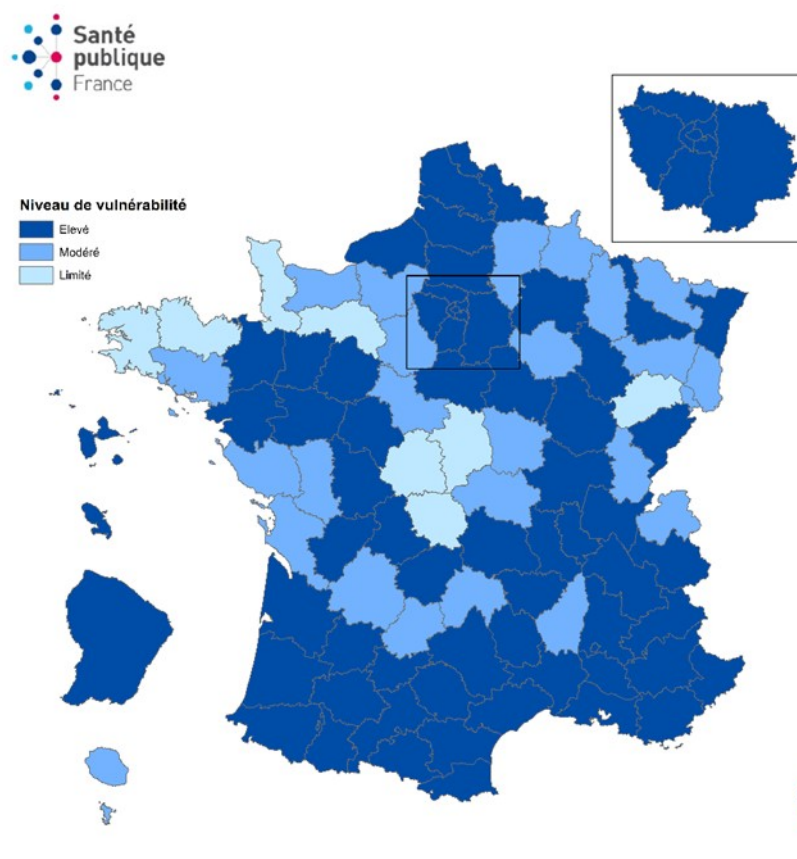 Santé
publique
France
Niveau de vulnérabilité
Elevé
Modéré
Limité